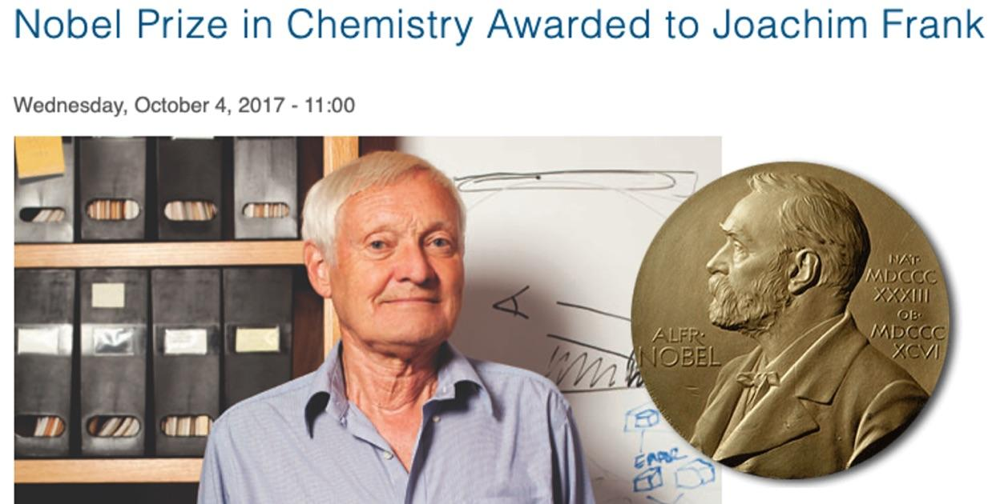 Nobel Prize in Chemistry Awarded to Joachim Frank
Wednesday, October 4, 2017 - 11:00
ALFR·
NOBEL
NAT·
MDCCC
XXXIII
OB·
MDCCC
XCVI